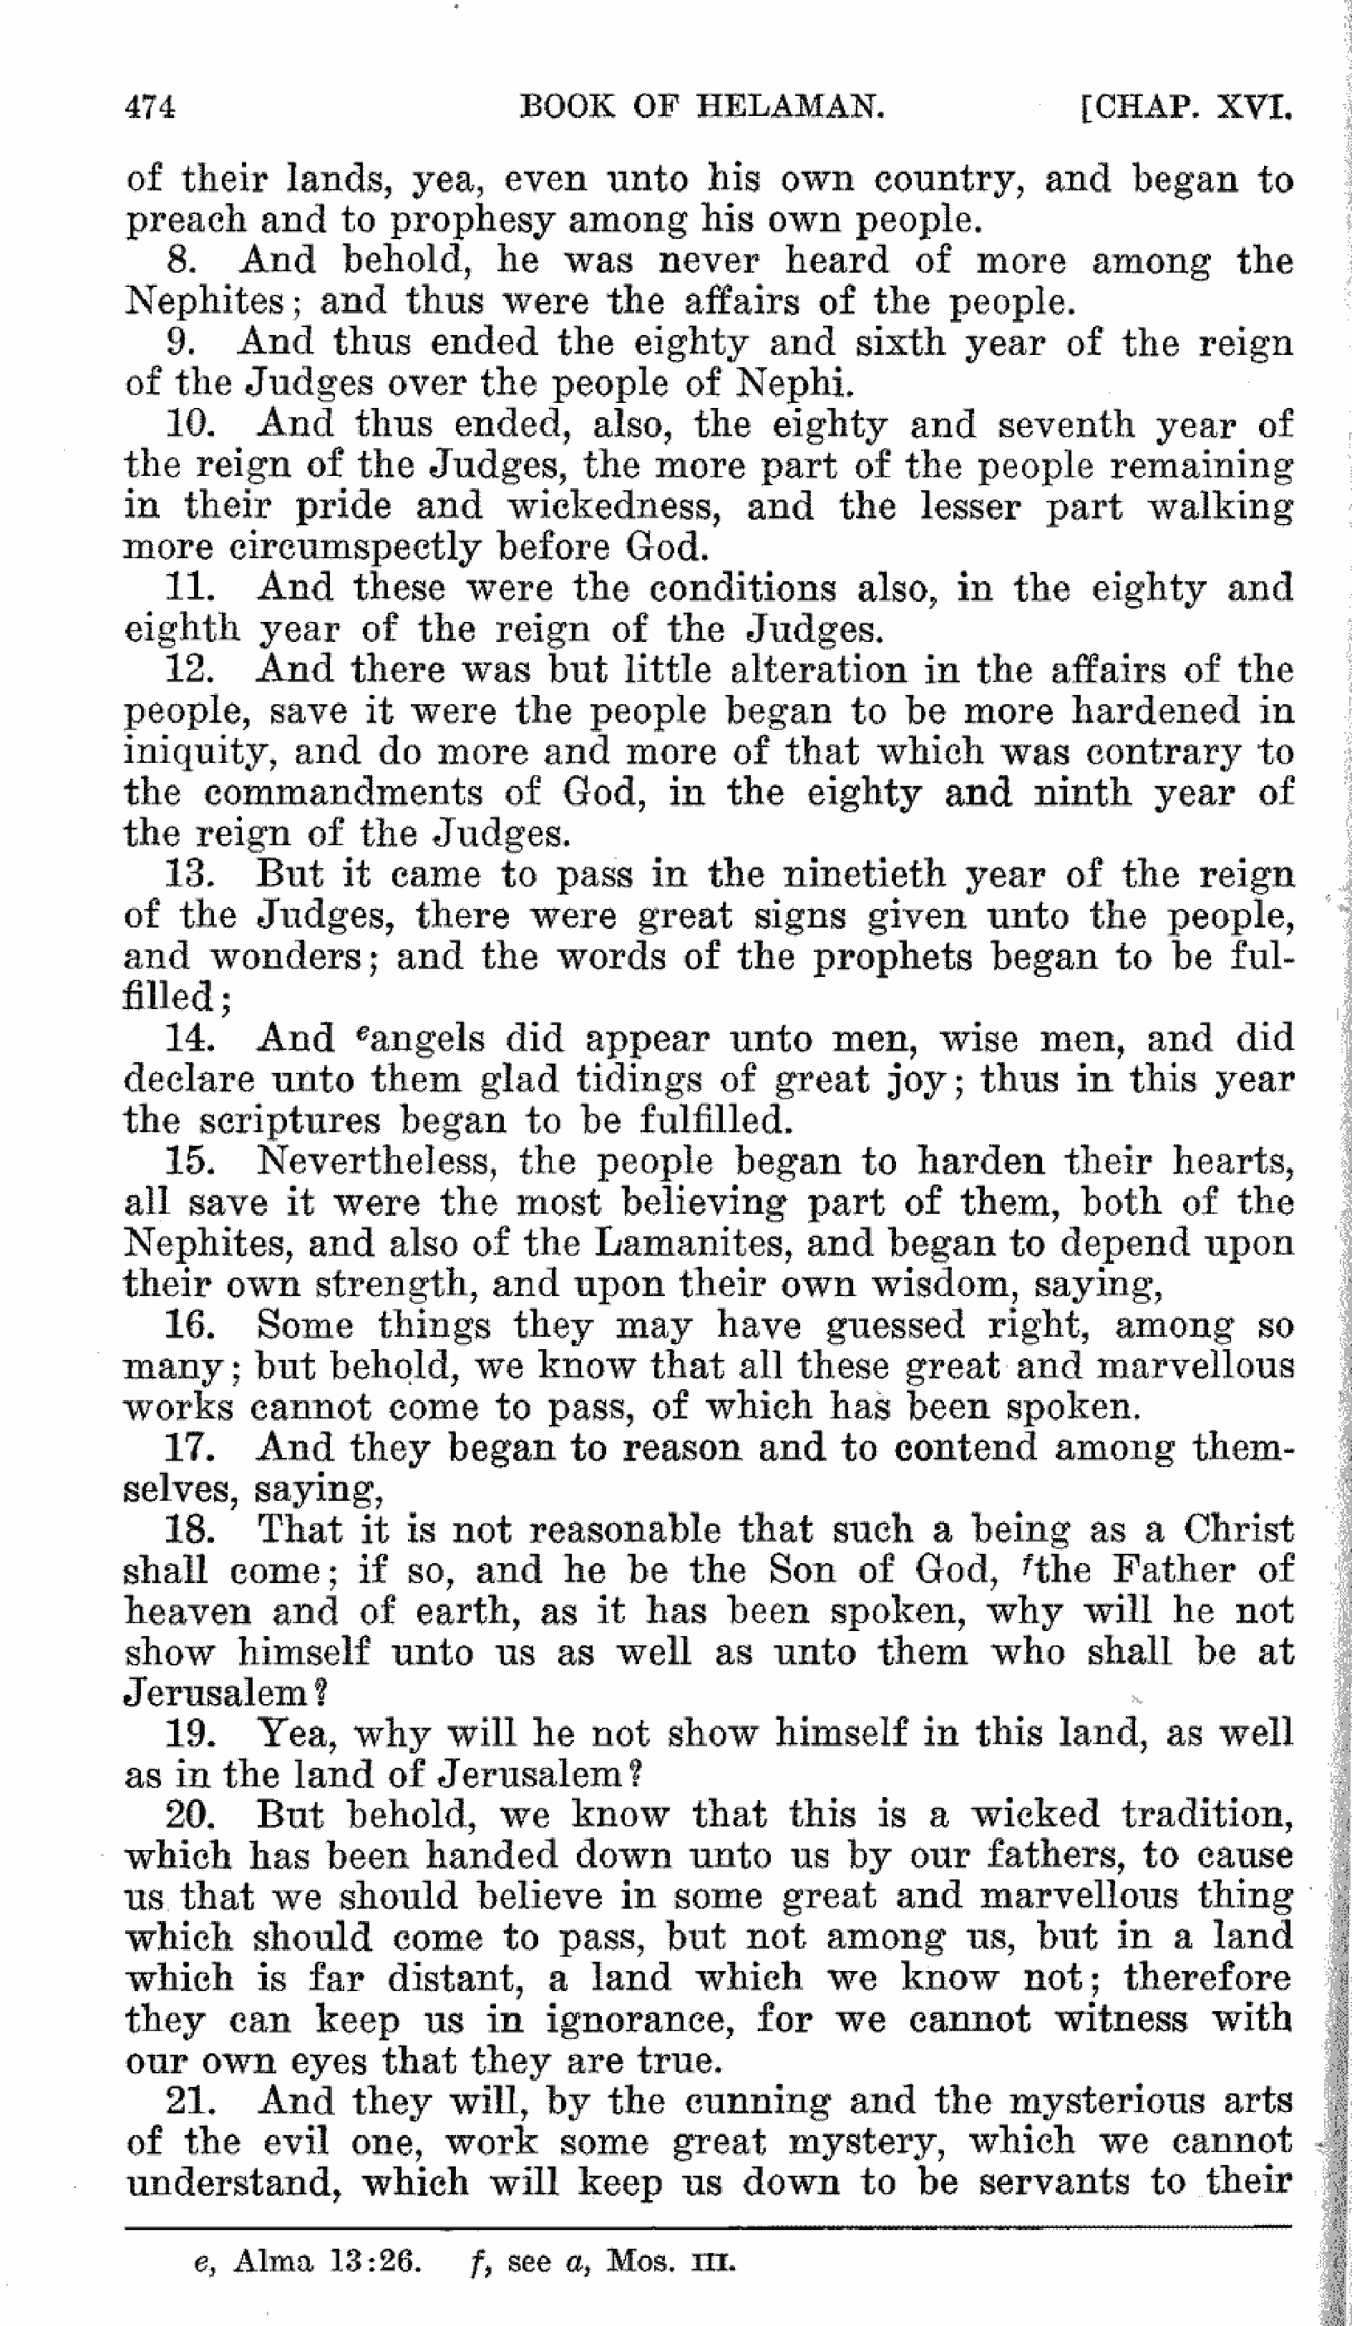 474 BOOK OF HELAMAN. [CHAP. XVI.
of their lands, yea, even unto his own country, and began to
preach and to prophesy among his own people.
8. And behold, he was never heard of more among the
Nephites; and thus were the affairs of the people.
9. And thus ended the eighty and sixth year of the reign
of the Judges over the people of Nephi.
10. And thus ended, also, the eighty and seventh year of
the reign of the Judges, the more part of the people remaining
in their pride and wickedness, and the lesser part walking
more circumspectly before God.
11. And these were the conditions also, in the eighty and
eighth year of the reign of the Judges.
12. And there was but little alteration in the affairs of the
people, save it were the people began to be more hardened in
iniquity, and do more and more of that which was contrary to
the commandments of God, in the eighty and ninth year of
the reign of the Judges.
13. But it came to pass in the ninetieth year of the reign
of the Judges, there were great signs given unto the people,
and wonders; and the words of the prophets began to be ful-
filled;
14. And eangels did appear unto men, wise men, and did
declare unto them glad tidings of great joy; thus in this year
the scriptures began to be fulfilled.
15. Nevertheless, the people began to harden their hearts,
all save it were the most believing part of them, both of the
Nephites, and also of the Lamanites, and began to depend upon
their own strength, and upon their own wisdom, saying,
16. Some things they may have guessed right, among so
many; but behold, we know that all these great and marvellous
works cannot come to pass, of which has been spoken.
17. And they began to reason and to contend among them-
selves, saying,
18. That it is not reasonable that such a being as a Christ
shall come; if so, and he be the Son of God, fthe Father of
heaven and of earth, as it has been spoken, why will he not
show himself unto us as well as unto them who shall be at
Jerusalem?
19. Yea, why will he not show himself in this land, as well
as in the land of Jerusalem?
20. But behold, we know that this is a wicked tradition,
which has been handed down unto us by our fathers, to cause
us that we should believe in some great and marvellous thing
which should come to pass, but not among us, but in a land
which is far distant, a land which we know not; therefore
they can keep us in ignorance, for we cannot witness with
our own eyes that they are true.
21. And they will, by the cunning and the mysterious arts
of the evil one, work some great mystery, which we cannot
understand, which will keep us down to be servants to their
e, Alma 13:26. f, see a, Mos. III.